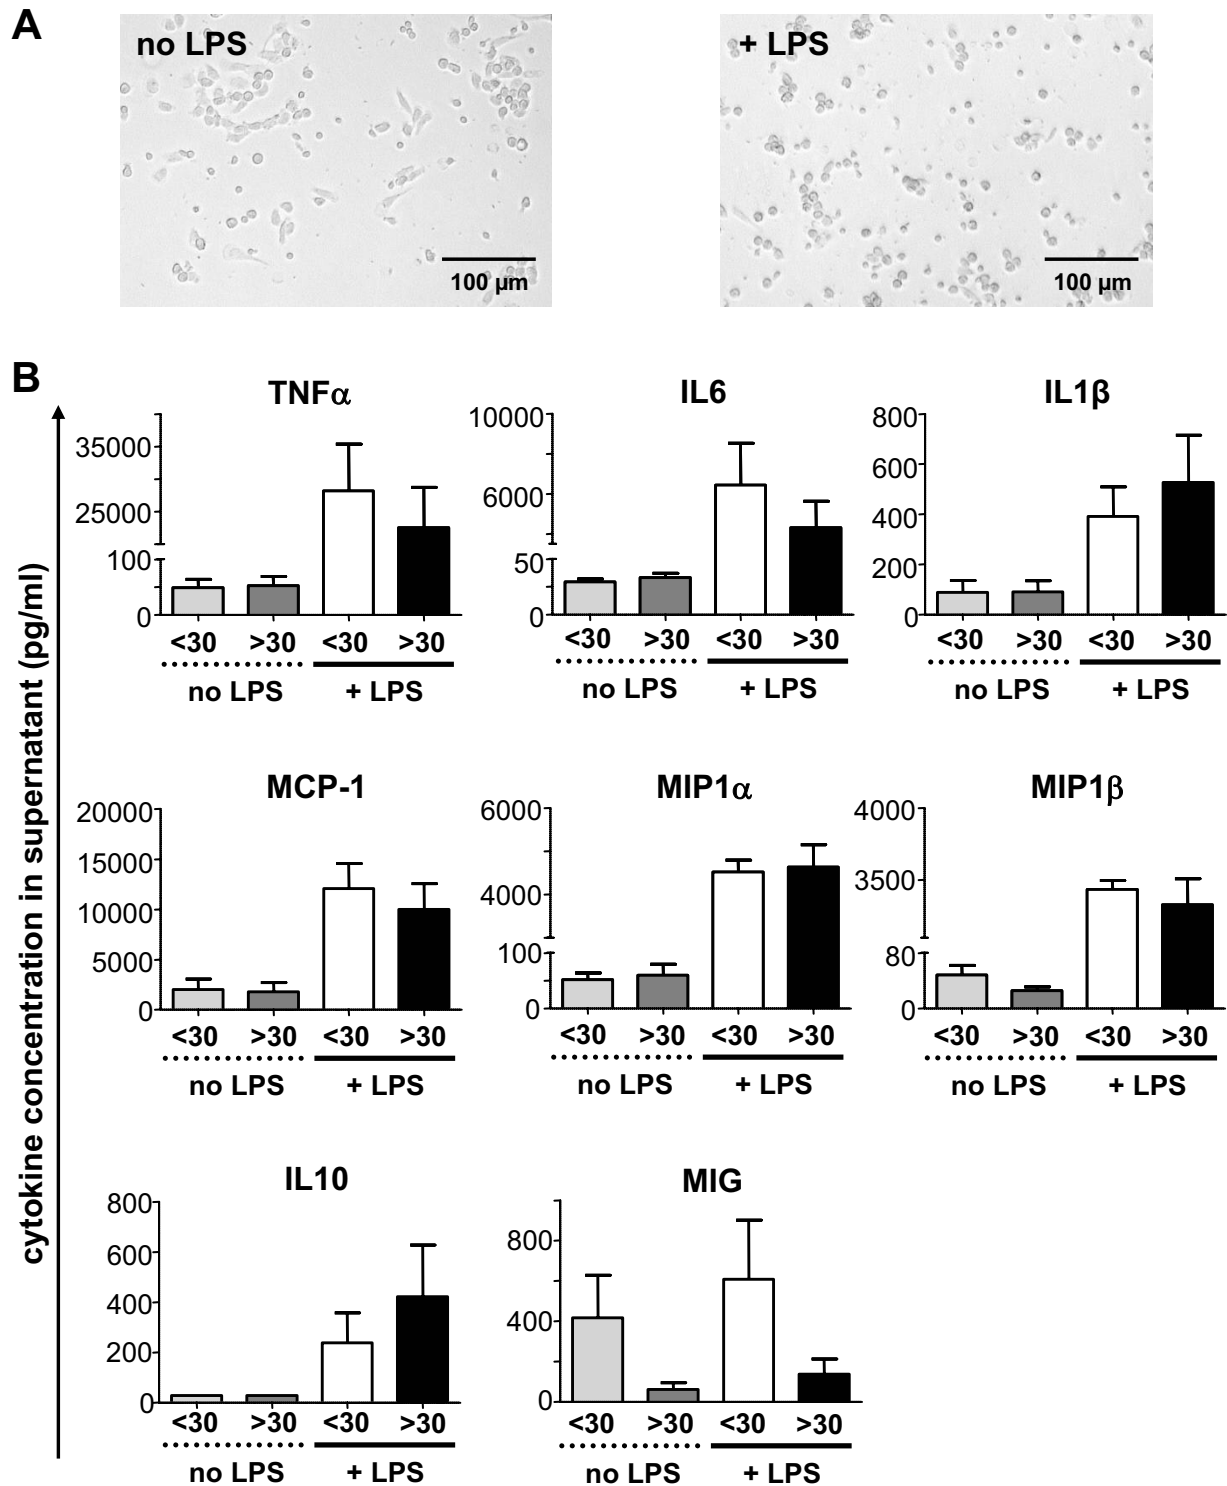 A
no LPS
+ LPS
100 µm
100 µm
B
cytokine concentration in supernatant (pg/ml)
TNFα
35000
25000
100
0
<30 >30 <30 >30
no LPS + LPS
IL6
10000
6000
50
0
<30 >30 <30 >30
no LPS + LPS
IL1β
800
600
400
200
0
<30 >30 <30 >30
no LPS + LPS
MCP-1
20000
15000
10000
5000
0
<30 >30 <30 >30
no LPS + LPS
MIP1α
6000
4000
100
0
<30 >30 <30 >30
no LPS + LPS
MIP1β
4000
3500
80
0
<30 >30 <30 >30
no LPS + LPS
IL10
800
600
400
200
0
<30 >30 <30 >30
no LPS + LPS
MIG
800
400
0
<30 >30 <30 >30
no LPS + LPS